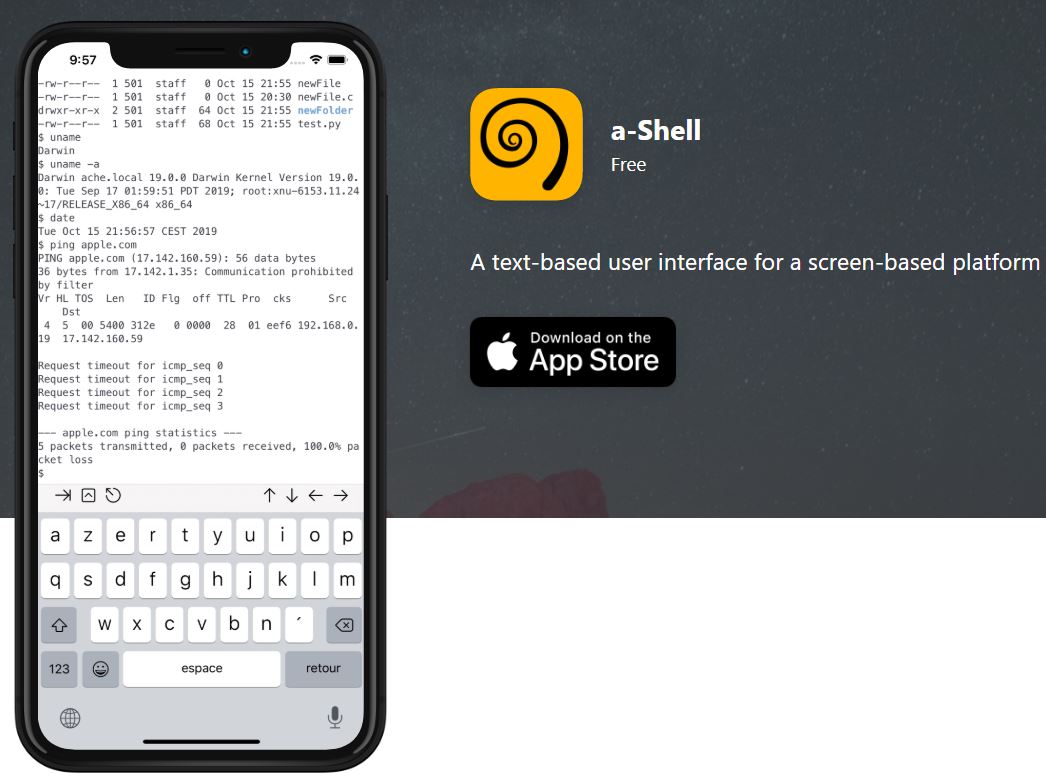 9:57
-rw-r--r-- 1 501 staff 0 Oct 15 21:55 newFile
-rw-r--r-- 1 501 staff 0 Oct 15 20:30 newFile.c
drwxr-xr-x 2 501 staff 64 Oct 15 21:55 newFolder
-rw-r--r-- 1 501 staff 68 Oct 15 21:55 test.py
$ uname
Darwin
$ uname -a
Darwin ache.local 19.0.0 Darwin Kernel Version 19.0.
0: Tue Sep 17 01:59:51 PDT 2019; root:xnu-6153.11.24
~17/RELEASE_X86_64 x86_64
$ date
Tue Oct 15 21:56:57 CEST 2019
$ ping apple.com
PING apple.com (17.142.160.59): 56 data bytes
36 bytes from 17.142.1.35: Communication prohibited
by filter
Vr HL TOS Len ID Flg off TTL Pro cks Src
Dst
4 5 00 5400 312e 0 0000 28 01 eef6 192.168.0.
19 17.142.160.59
Request timeout for icmp_seq 0
Request timeout for icmp_seq 1
Request timeout for icmp_seq 2
Request timeout for icmp_seq 3
--- apple.com ping statistics ---
5 packets transmitted, 0 packets received, 100.0% pa
cket loss
$
a z e r t y u i o p
q s d f g h j k l m
w x c v b n ´
123 espace retour
a-Shell
Free
A text-based user interface for a screen-based platform
Download on the
App Store